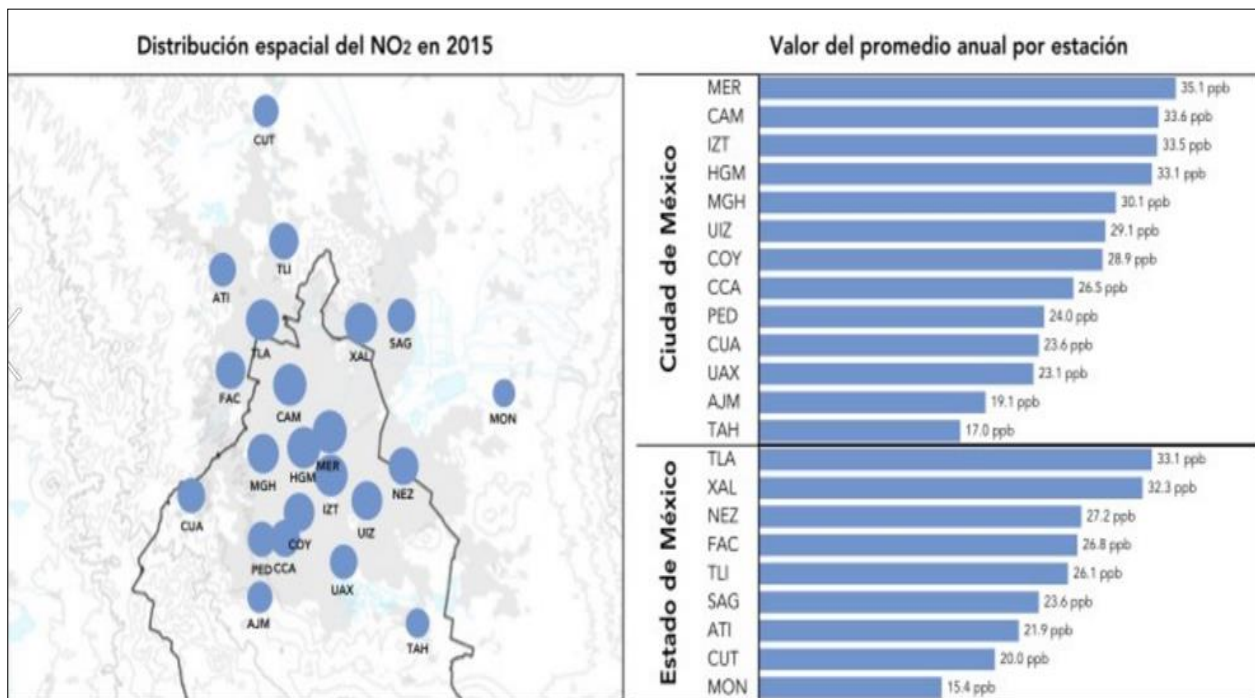 Distribución espacial del NO2 en 2015
CUT
TLI
ATI
TLA
XAL
SAG
FAC
CAM
MON
MER
HGM
MGH
NEZ
IZT
CUA
UIZ
COY
PED
CCA
UAX
AJM
TAH
Valor del promedio anual por estación
Ciudad de México
MER 35.1 ppb
CAM 33.6 ppb
IZT 33.5 ppb
HGM 33.1 ppb
MGH 30.1 ppb
UIZ 29.1 ppb
COY 28.9 ppb
CCA 26.5 ppb
PED 24.0 ppb
CUA 23.6 ppb
UAX 23.1 ppb
AJM 19.1 ppb
TAH 17.0 ppb
Estado de México
TLA 33.1 ppb
XAL 32.3 ppb
NEZ 27.2 ppb
FAC 26.8 ppb
TLI 26.1 ppb
SAG 23.6 ppb
ATI 21.9 ppb
CUT 20.0 ppb
MON 15.4 ppb